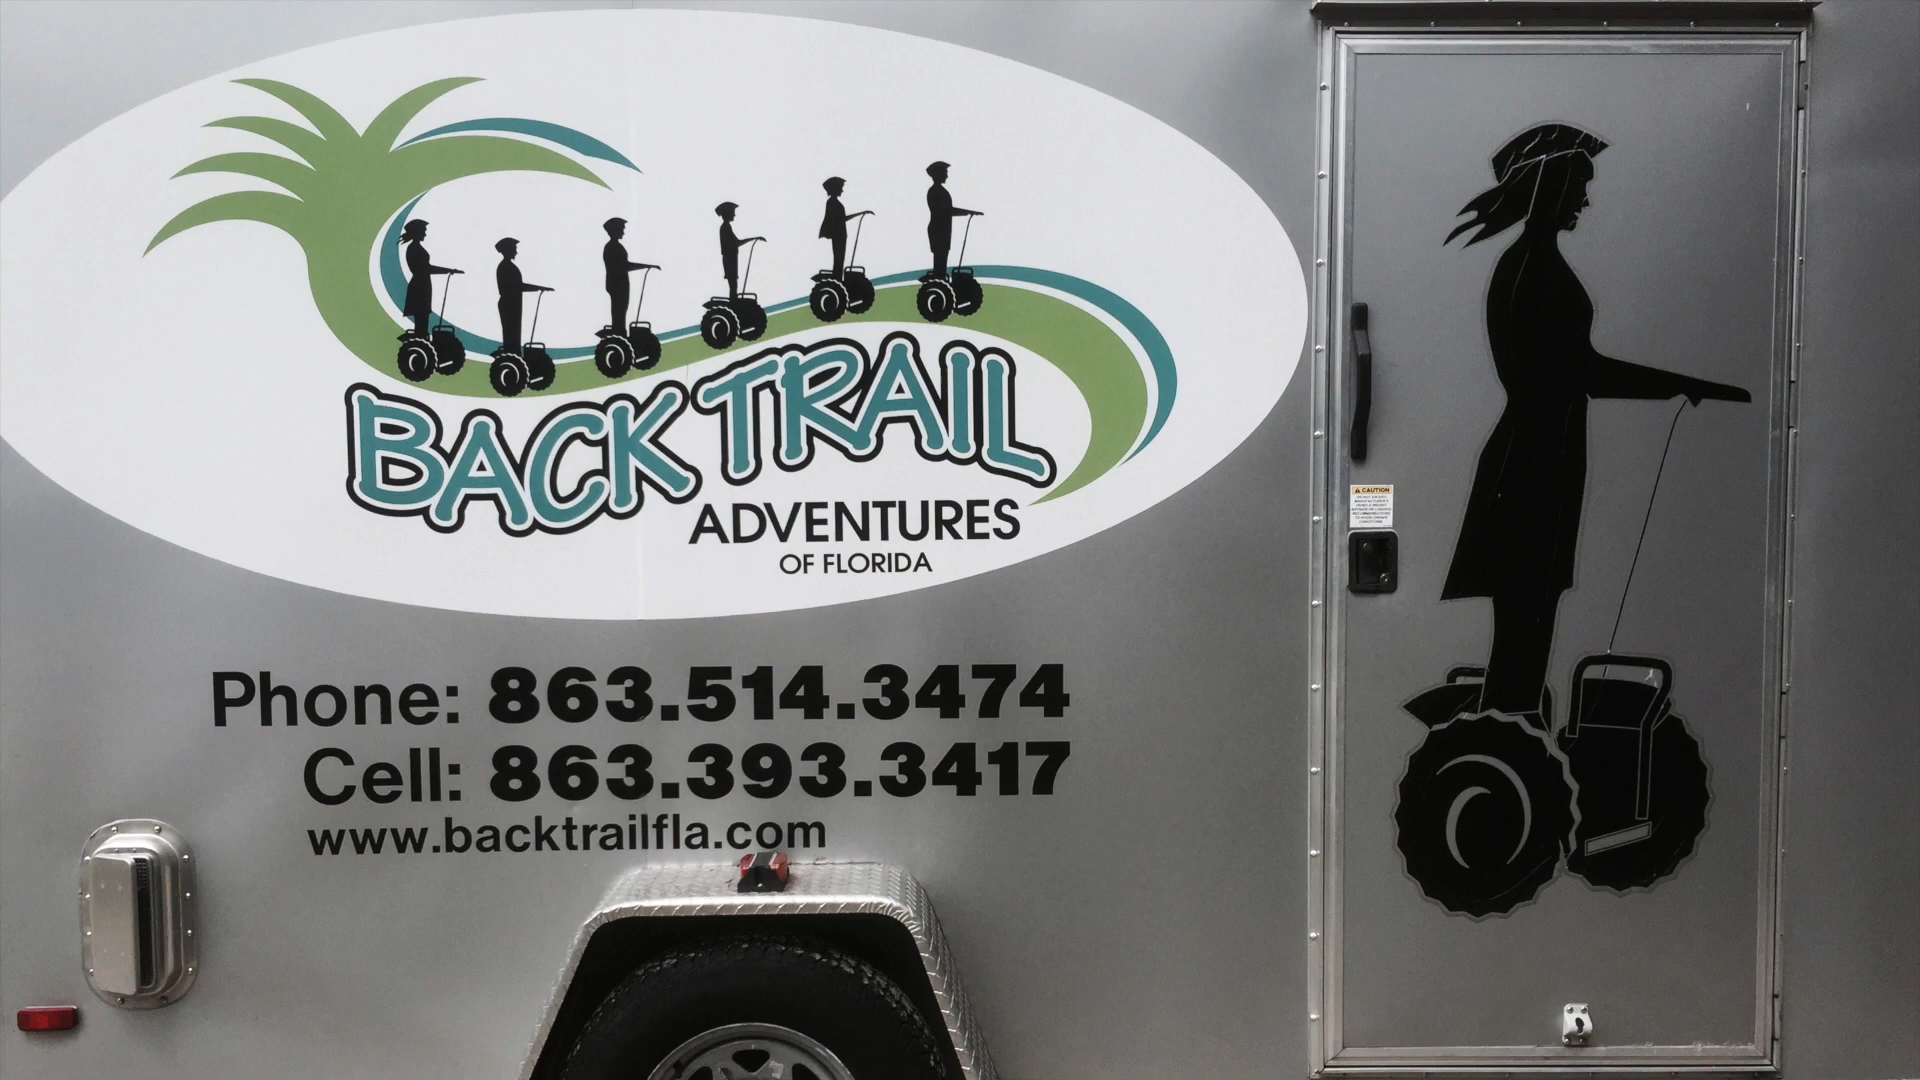 BACK TRAIL
ADVENTURES
OF FLORIDA
Phone: 863.514.3474
Cell: 863.393.3417
www.backtrailfla.com
CAUTION